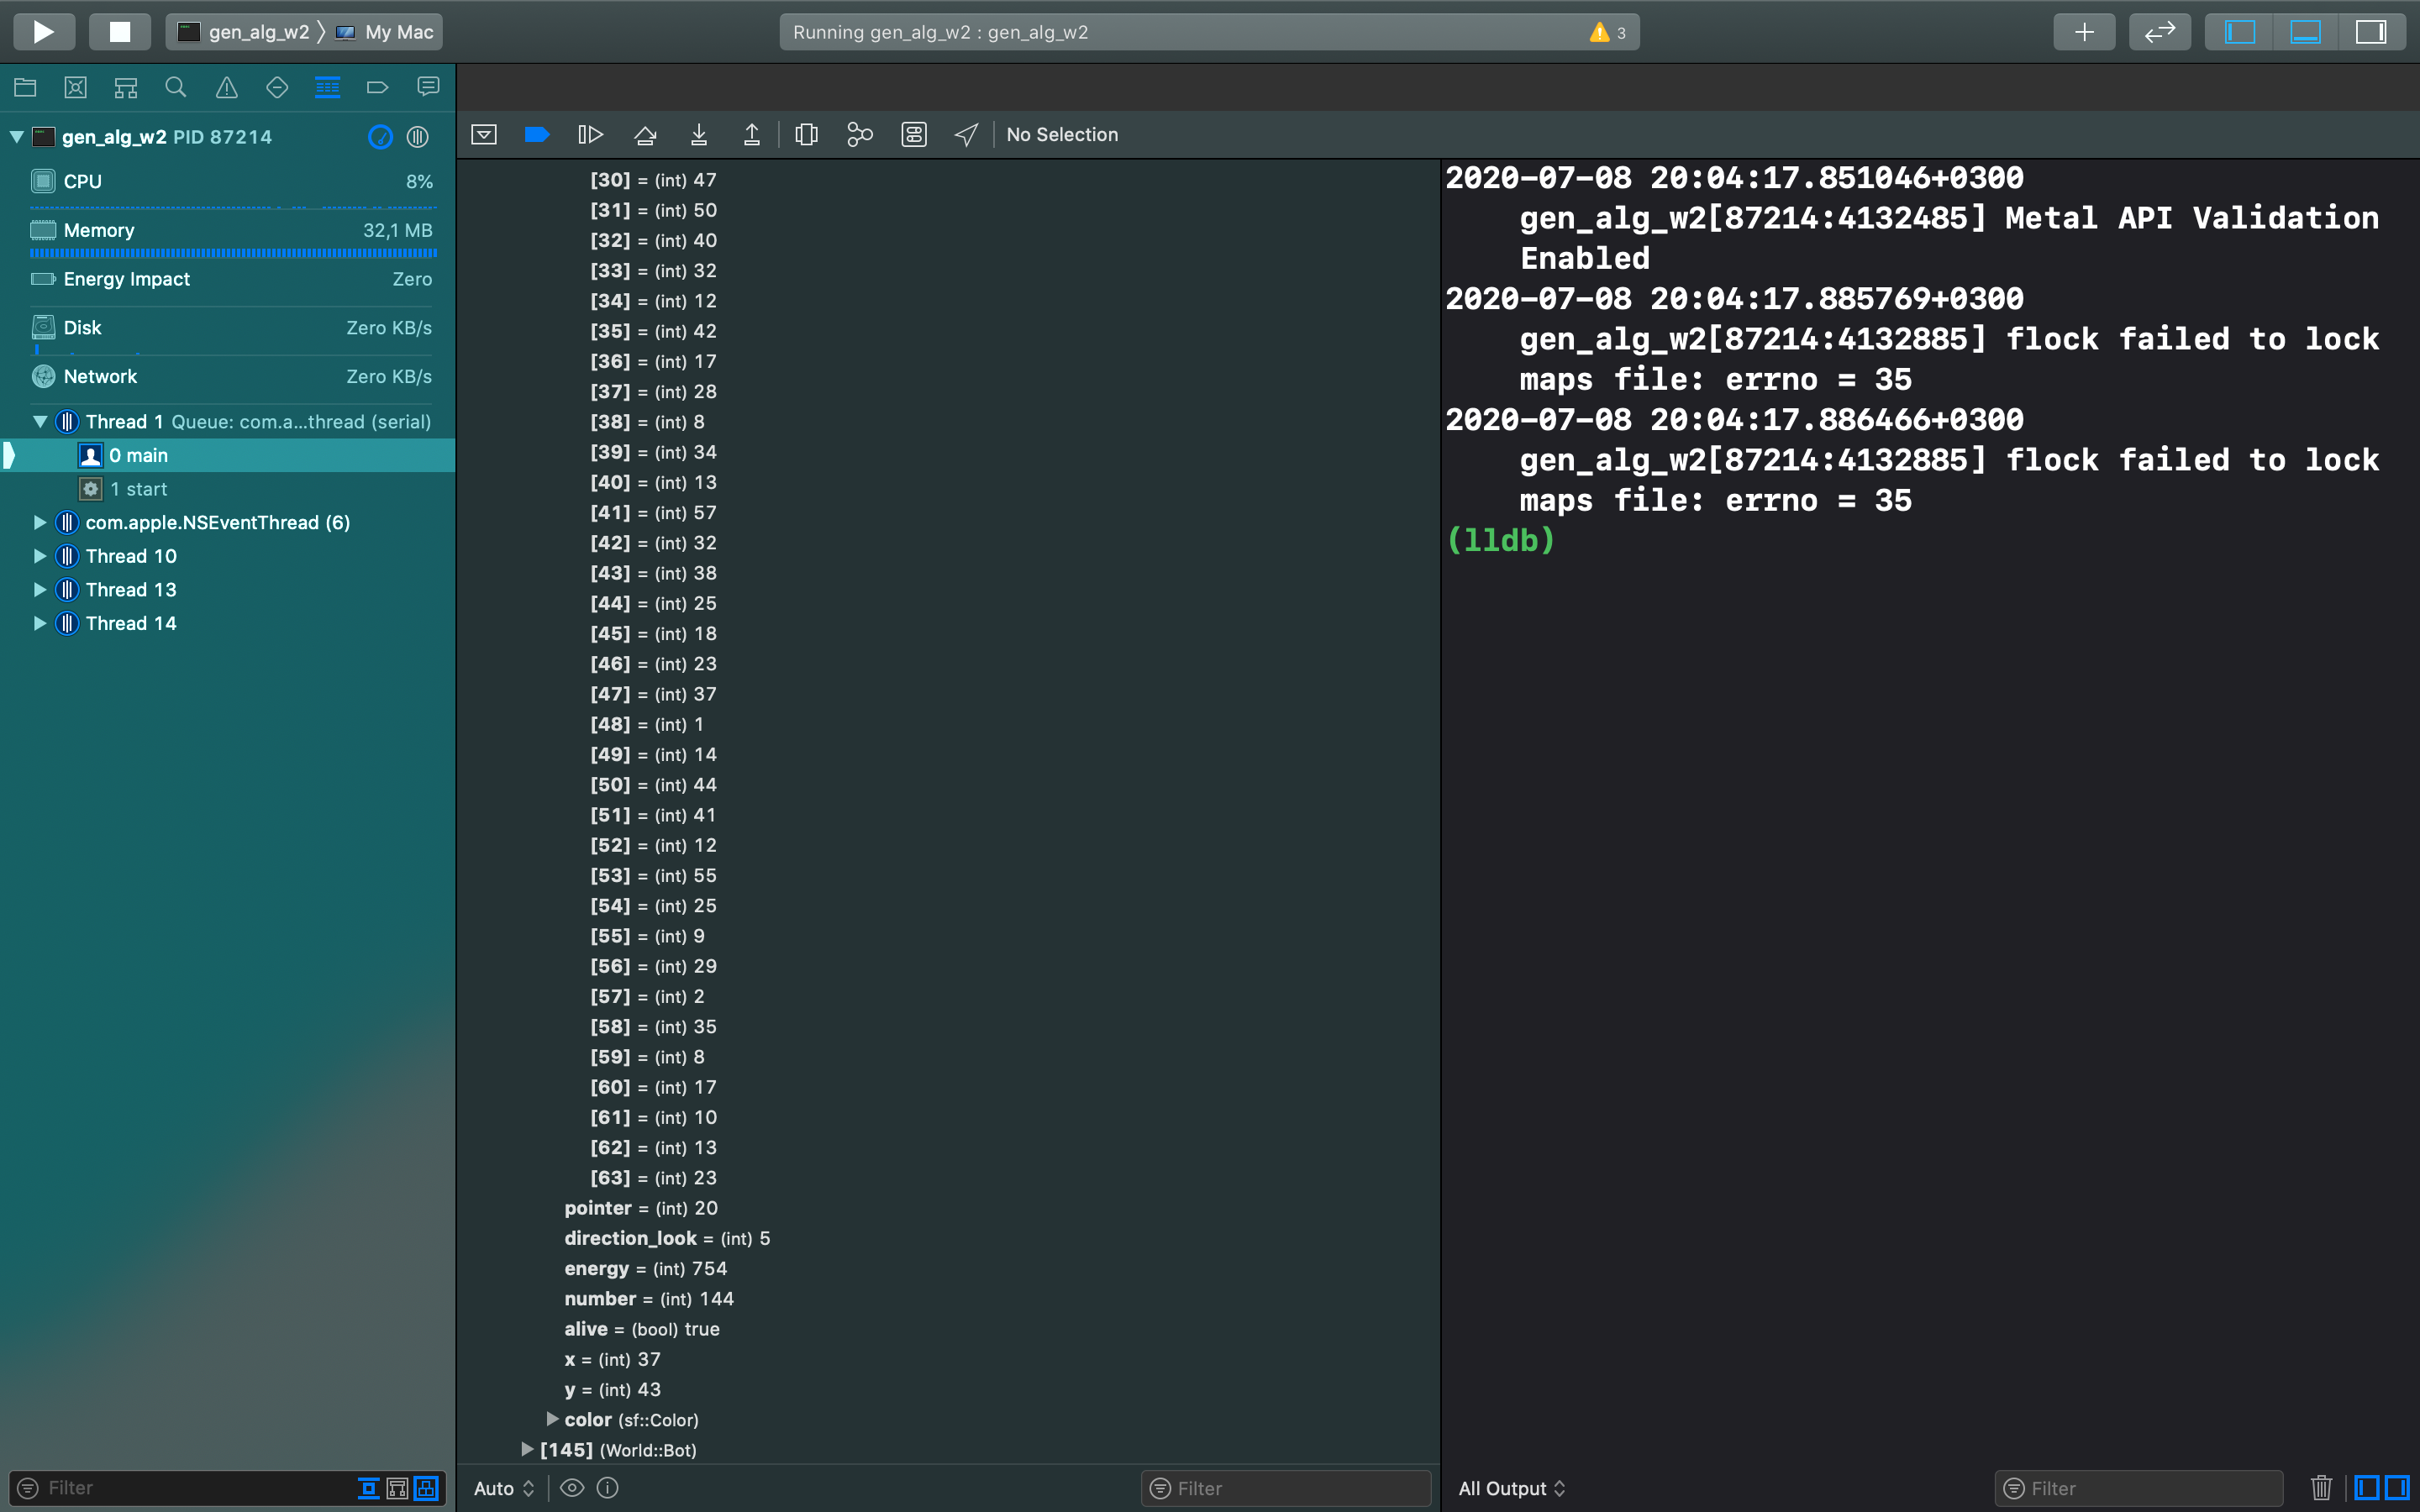 gen_alg_w2 〉 My Mac
Running gen_alg_w2 : gen_alg_w2
3
gen_alg_w2 PID 87214
CPU 8%
Memory 32,1 MB
Energy Impact Zero
Disk Zero KB/s
Network Zero KB/s
Thread 1 Queue: com.a...thread (serial)
0 main
1 start
com.apple.NSEventThread (6)
Thread 10
Thread 13
Thread 14
Filter
No Selection
[30] = (int) 47
[31] = (int) 50
[32] = (int) 40
[33] = (int) 32
[34] = (int) 12
[35] = (int) 42
[36] = (int) 17
[37] = (int) 28
[38] = (int) 8
[39] = (int) 34
[40] = (int) 13
[41] = (int) 57
[42] = (int) 32
[43] = (int) 38
[44] = (int) 25
[45] = (int) 18
[46] = (int) 23
[47] = (int) 37
[48] = (int) 1
[49] = (int) 14
[50] = (int) 44
[51] = (int) 41
[52] = (int) 12
[53] = (int) 55
[54] = (int) 25
[55] = (int) 9
[56] = (int) 29
[57] = (int) 2
[58] = (int) 35
[59] = (int) 8
[60] = (int) 17
[61] = (int) 10
[62] = (int) 13
[63] = (int) 23
pointer = (int) 20
direction_look = (int) 5
energy = (int) 754
number = (int) 144
alive = (bool) true
x = (int) 37
y = (int) 43
color (sf::Color)
[145] (World::Bot)
Auto
Filter
2020-07-08 20:04:17.851046+0300
gen_alg_w2[87214:4132485] Metal API Validation
Enabled
2020-07-08 20:04:17.885769+0300
gen_alg_w2[87214:4132885] flock failed to lock
maps file: errno = 35
2020-07-08 20:04:17.886466+0300
gen_alg_w2[87214:4132885] flock failed to lock
maps file: errno = 35
(lldb)
All Output
Filter